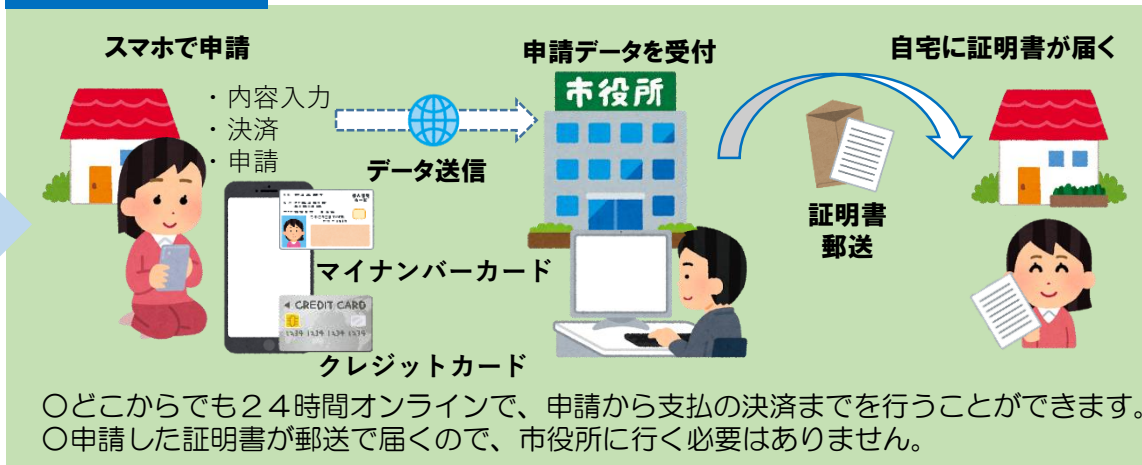 スマホで申請
・内容入力
・決済
・申請
データ送信
マイナンバーカード
CREDIT CARD
1234 1234 1234 1234
クレジットカード
申請データを受付
市役所
証明書
郵送
自宅に証明書が届く
〇どこからでも24時間オンラインで、申請から支払の決済までを行うことができます。
〇申請した証明書が郵送で届くので、市役所に行く必要はありません。